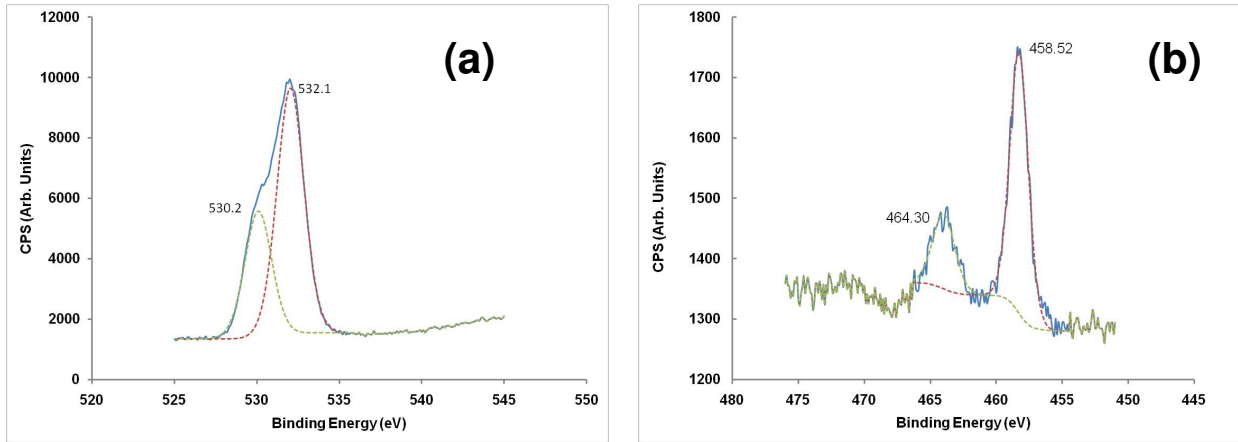 (a)
12000
10000
8000
6000
4000
2000
0
CPS (Arb. Units)
532.1
530.2
520 525 530 535 540 545 550
Binding Energy (eV)
(b)
1800
1700
1600
1500
1400
1300
1200
CPS (Arb. Units)
458.52
464.30
480 475 470 465 460 455 450 445
Binding Energy (eV)